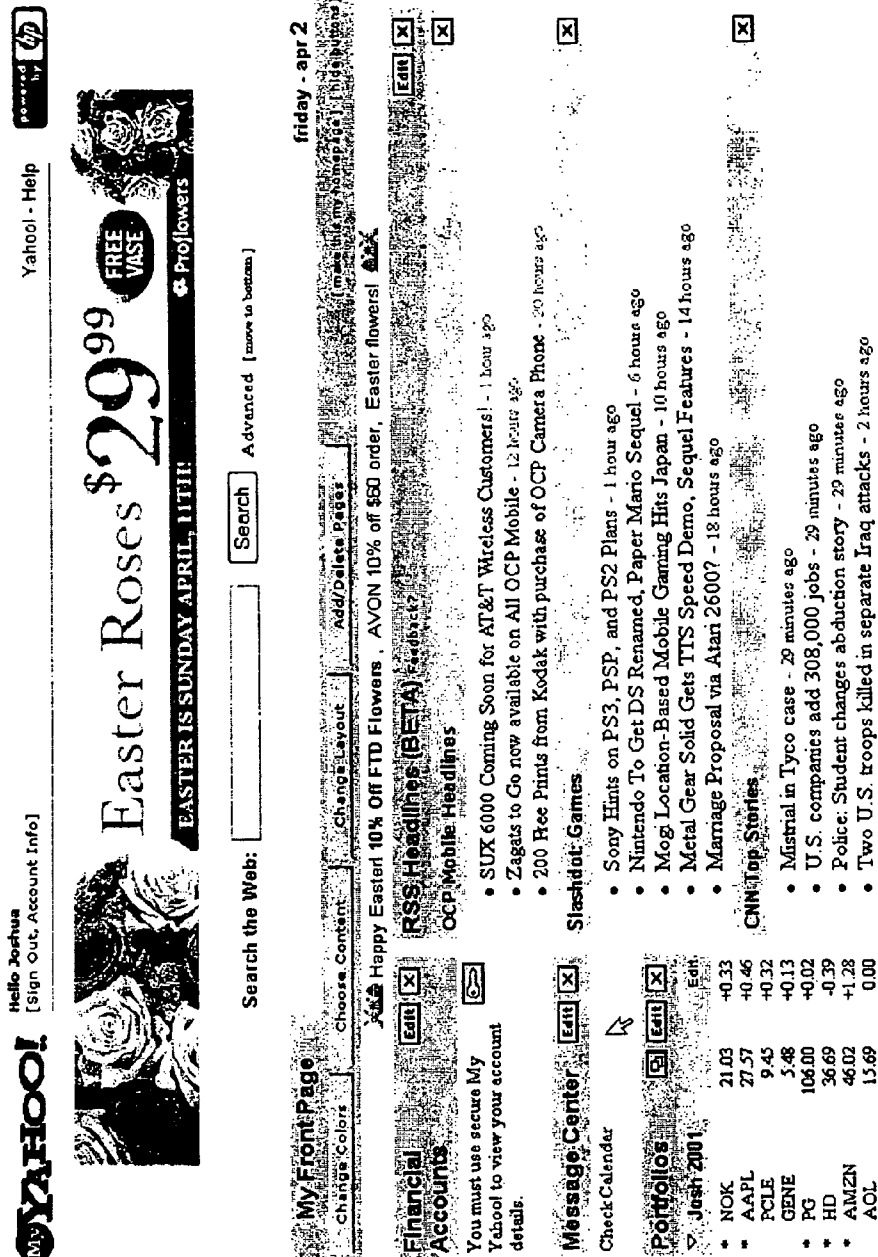 My YAHOO!
Hello Joshua
[Sign Out, Account Info]
Yahoo! - Help
powered by hp
Easter Roses $29 99
FREE VASE
EASTER IS SUNDAY APRIL, 11TH!
Proflowers
Search the Web:
Search
Advanced [move to bottom]
friday - apr 2
My Front Page
[make this my homepage] [hide buttons]
Change Colors
Choose Content
Change Layout
Add/Delete Pages
Happy Easter! 10% Off FTD Flowers, AVON 10% off $60 order, Easter flowers!
Financial Accounts
Edit X
You must use secure My
Yahoo! to view your account
details.
Message Center
Edit X
Check Calendar
Portfolios
Edit X
Josh 2001
Edit
• NOK 21.03 +0.33
• AAPL 27.57 +0.46
PCLE 9.45 +0.32
GENE 5.48 +0.13
• PG 106.00 +0.02
• HD 36.69 -0.39
• AMZN 46.02 +1.28
AOL 15.69 0.00
RSS Headlines (BETA) Feedback?
Edit X
OCP Mobile Headlines
X
• SUX 6000 Coming Soon for AT&T Wireless Customers! - 1 hour ago
• Zagats to Go now available on All OCP Mobile - 12 hours ago
• 200 Free Prints from Kodak with purchase of OCP Camera Phone - 20 hours ago
Slashdot: Games
X
• Sony Hints on PS3, PSP, and PS2 Plans - 1 hour ago
• Nintendo To Get DS Renamed, Paper Mario Sequel - 6 hours ago
• Mogi Location-Based Mobile Gaming Hits Japan - 10 hours ago
• Metal Gear Solid Gets TTS Speed Demo, Sequel Features - 14 hours ago
• Marriage Proposal via Atari 2600? - 18 hours ago
CNN Top Stories
X
• Mistrial in Tyco case - 29 minutes ago
• U.S. companies add 308,000 jobs - 29 minutes ago
• Police: Student changes abduction story - 29 minutes ago
• Two U.S. troops killed in separate Iraq attacks - 2 hours ago